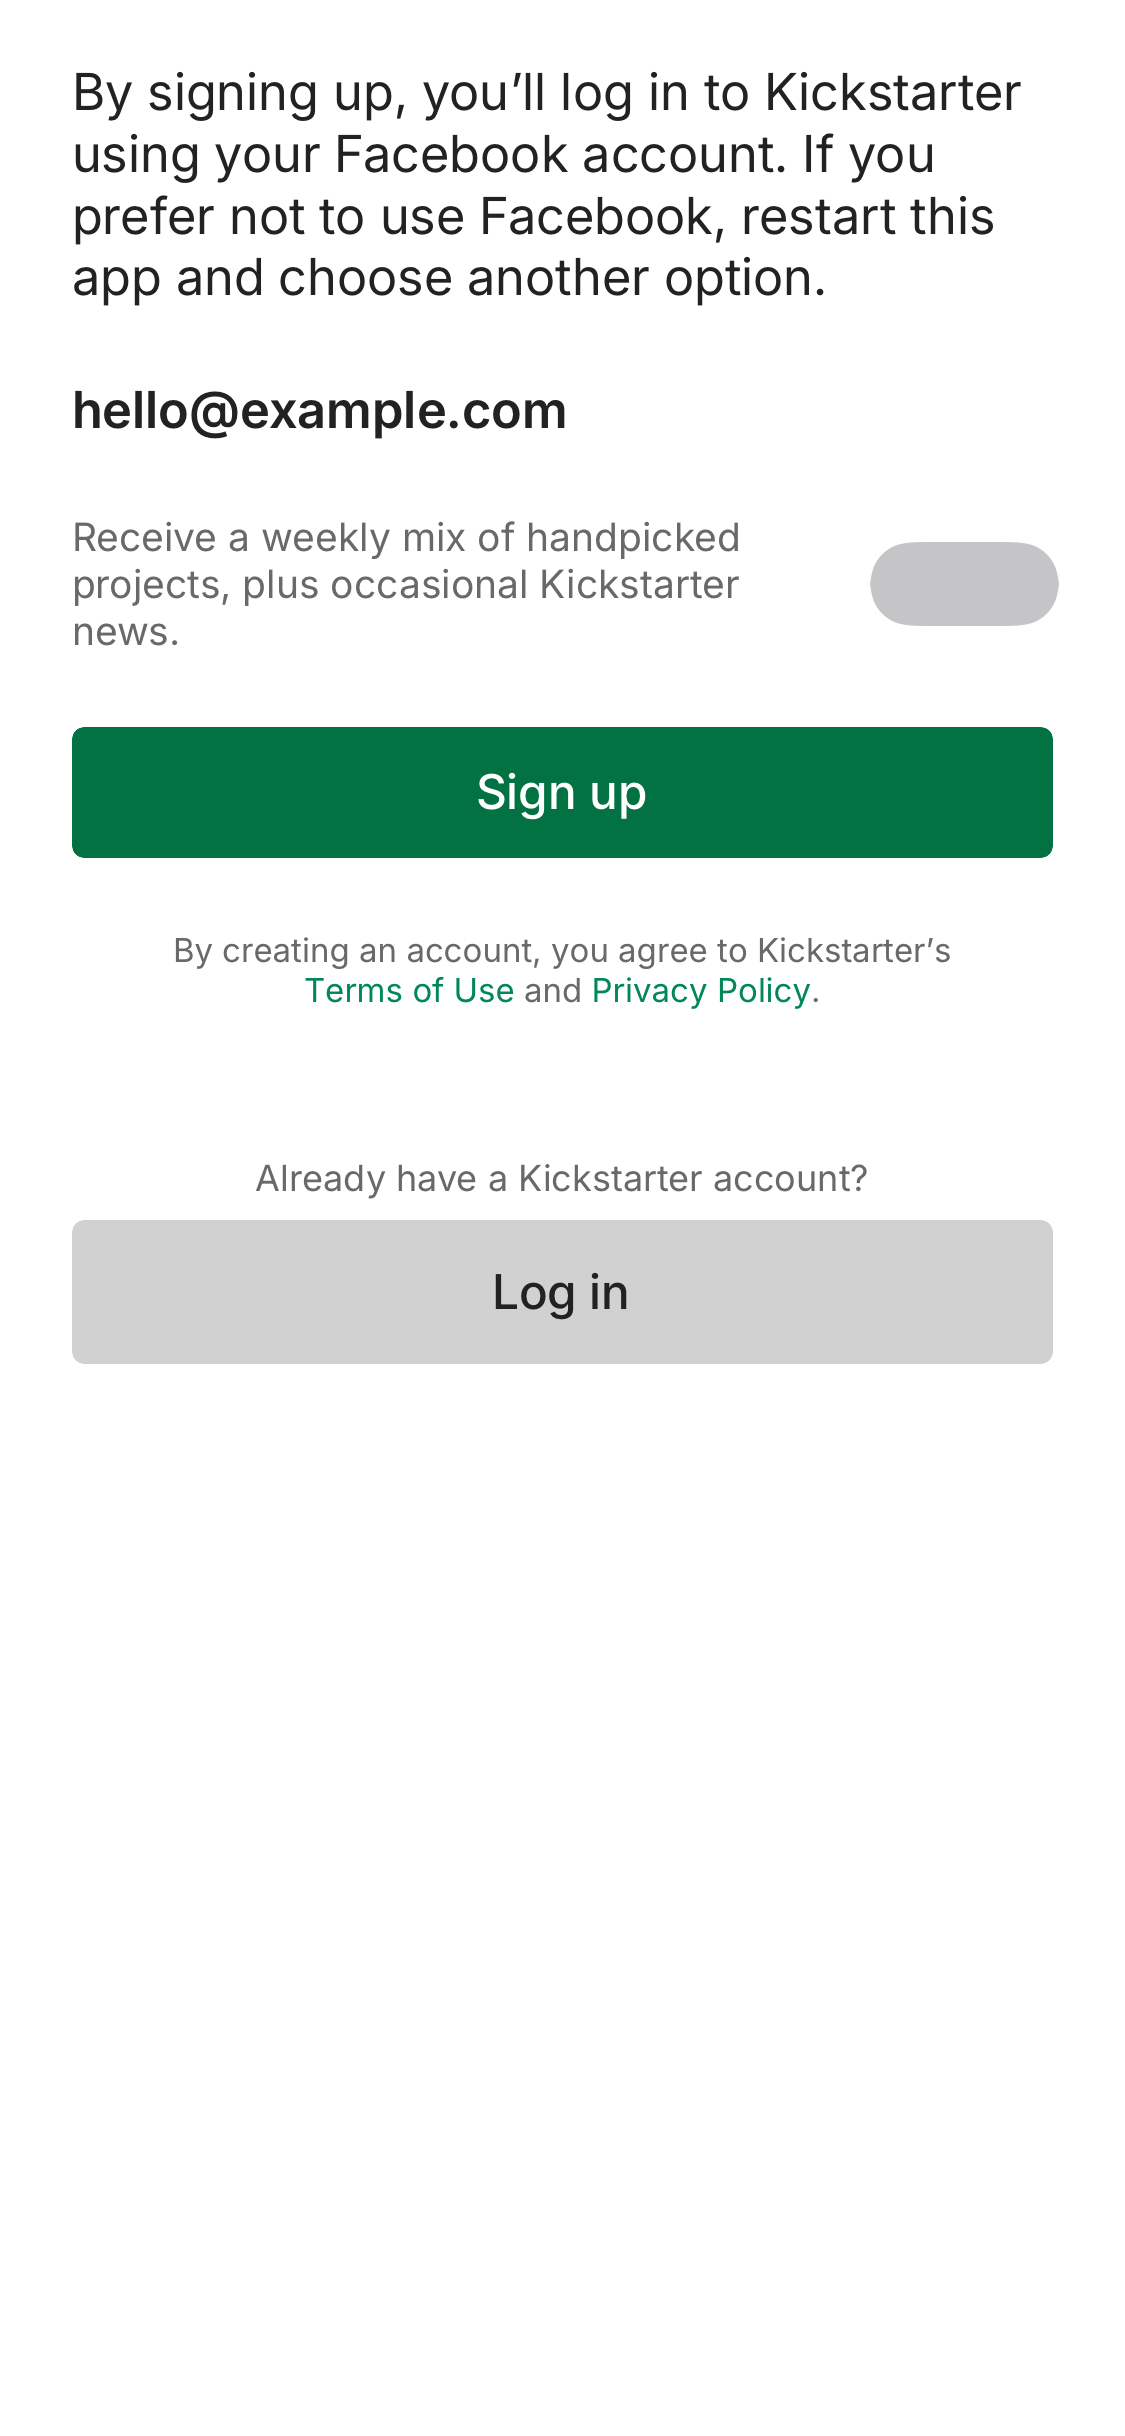 By signing up, you’ll log in to Kickstarter
using your Facebook account. If you
prefer not to use Facebook, restart this
app and choose another option.
hello@example.com
Receive a weekly mix of handpicked
projects, plus occasional Kickstarter
news.
Sign up
By creating an account, you agree to Kickstarter’s
Terms of Use and Privacy Policy.
Already have a Kickstarter account?
Log in